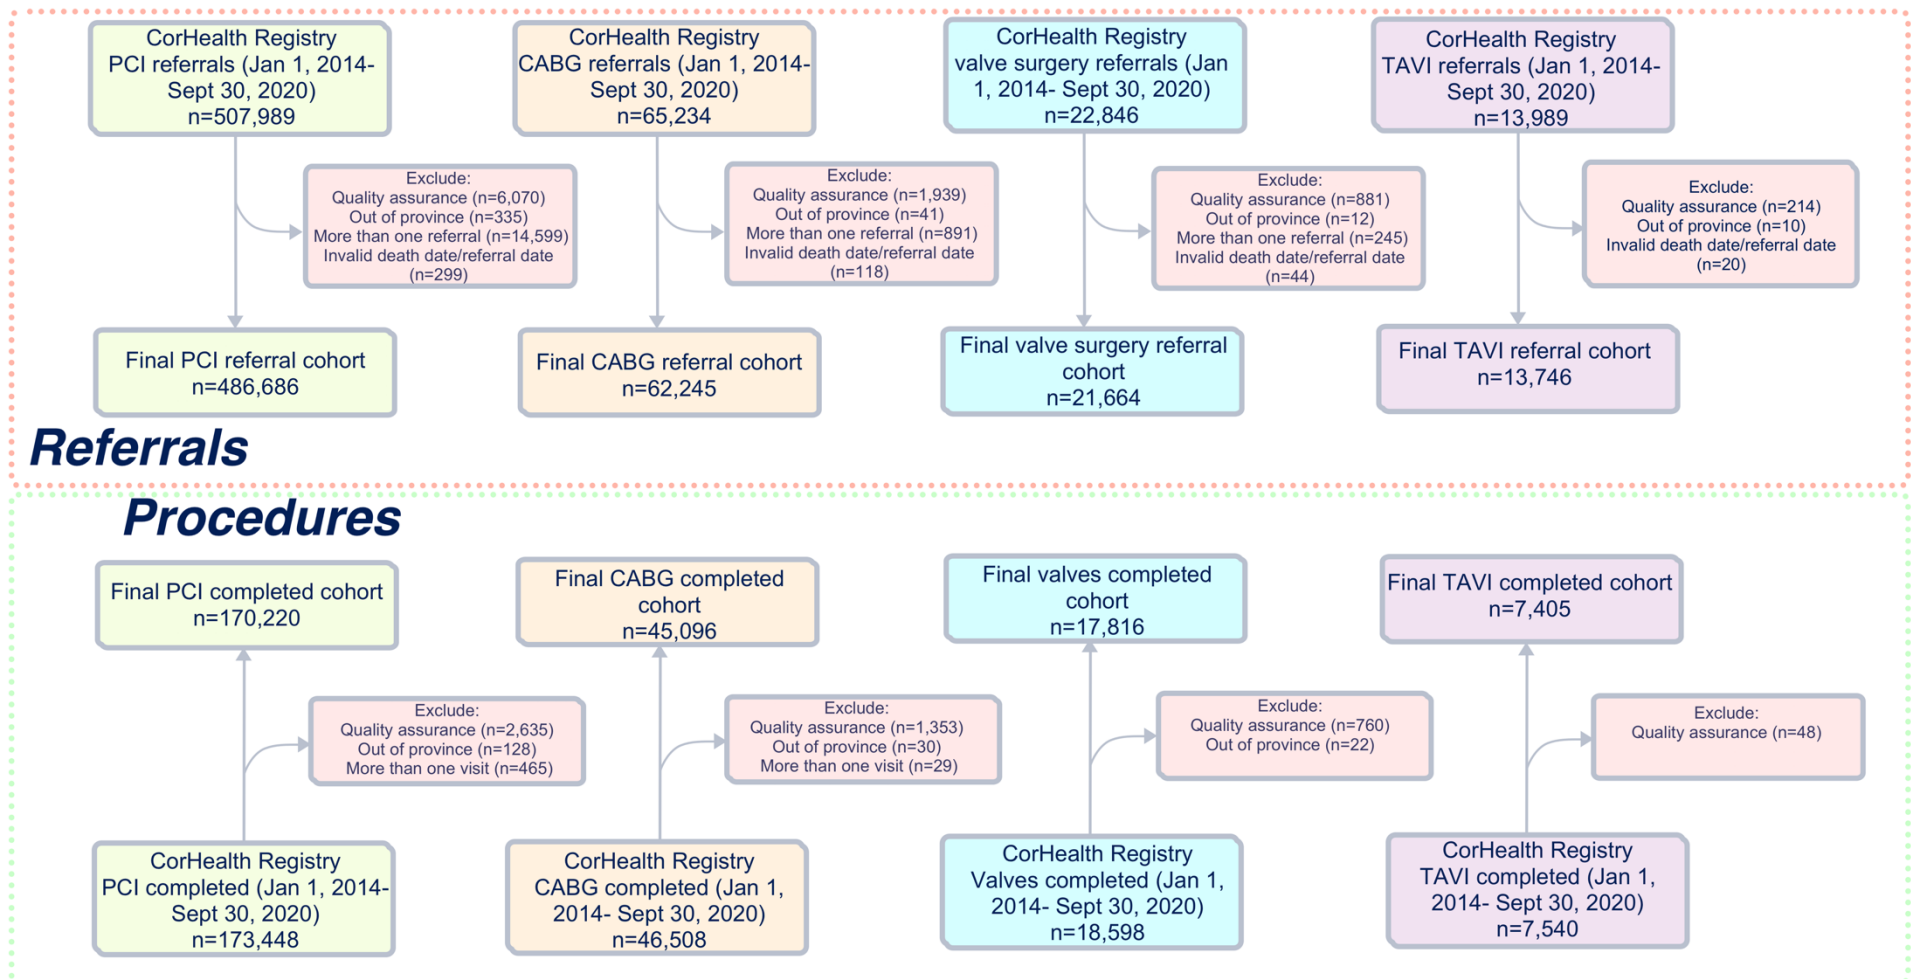 CorHealth Registry
PCI referrals (Jan 1, 2014-
Sept 30, 2020)
n=507,989
CorHealth Registry
CABG referrals (Jan 1, 2014-
Sept 30, 2020)
n=65,234
CorHealth Registry
valve surgery referrals (Jan
1, 2014- Sept 30, 2020)
n=22,846
CorHealth Registry
TAVI referrals (Jan 1, 2014-
Sept 30, 2020)
n=13,989
Exclude:
Quality assurance (n=6,070)
Out of province (n=335)
More than one referral (n=14,599)
Invalid death date/referral date
(n=299)
Exclude:
Quality assurance (n=1,939)
Out of province (n=41)
More than one referral (n=891)
Invalid death date/referral date
(n=118)
Exclude:
Quality assurance (n=881)
Out of province (n=12)
More than one referral (n=245)
Invalid death date/referral date
(n=44)
Exclude:
Quality assurance (n=214)
Out of province (n=10)
Invalid death date/referral date
(n=20)
Final PCI referral cohort
n=486,686
Final CABG referral cohort
n=62,245
Final valve surgery referral
cohort
n=21,664
Final TAVI referral cohort
n=13,746
Referrals
Procedures
Final PCI completed cohort
n=170,220
Final CABG completed
cohort
n=45,096
Final valves completed
cohort
n=17,816
Final TAVI completed cohort
n=7,405
Exclude:
Quality assurance (n=2,635)
Out of province (n=128)
More than one visit (n=465)
Exclude:
Quality assurance (n=1,353)
Out of province (n=30)
More than one visit (n=29)
Exclude:
Quality assurance (n=760)
Out of province (n=22)
Exclude:
Quality assurance (n=48)
CorHealth Registry
PCI completed (Jan 1, 2014-
Sept 30, 2020)
n=173,448
CorHealth Registry
CABG completed (Jan 1,
2014- Sept 30, 2020)
n=46,508
CorHealth Registry
Valves completed (Jan 1,
2014- Sept 30, 2020)
n=18,598
CorHealth Registry
TAVI completed (Jan 1,
2014- Sept 30, 2020)
n=7,540